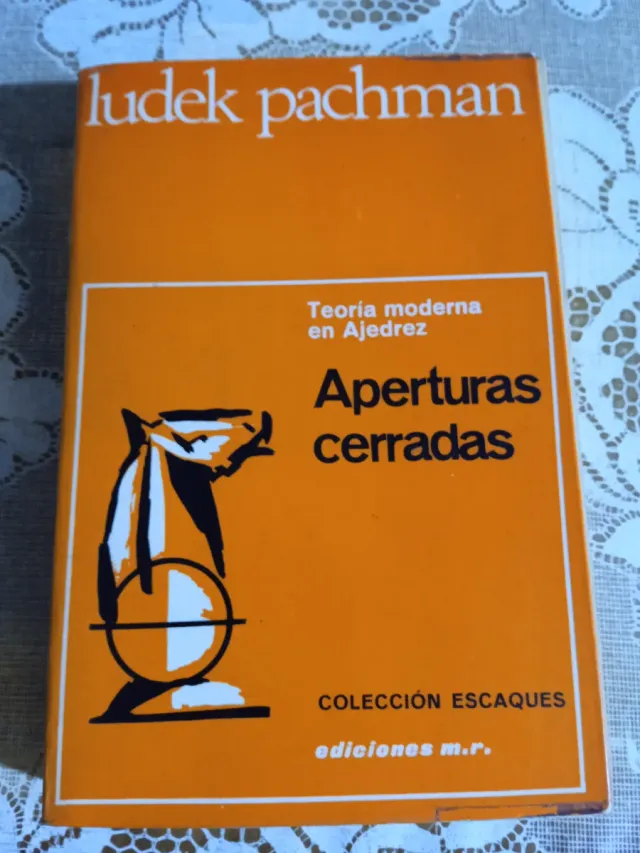 ludek pachman
Teoría moderna
en Ajedrez
Aperturas
cerradas
COLECCIÓN ESCAQUES
ediciones m.r.